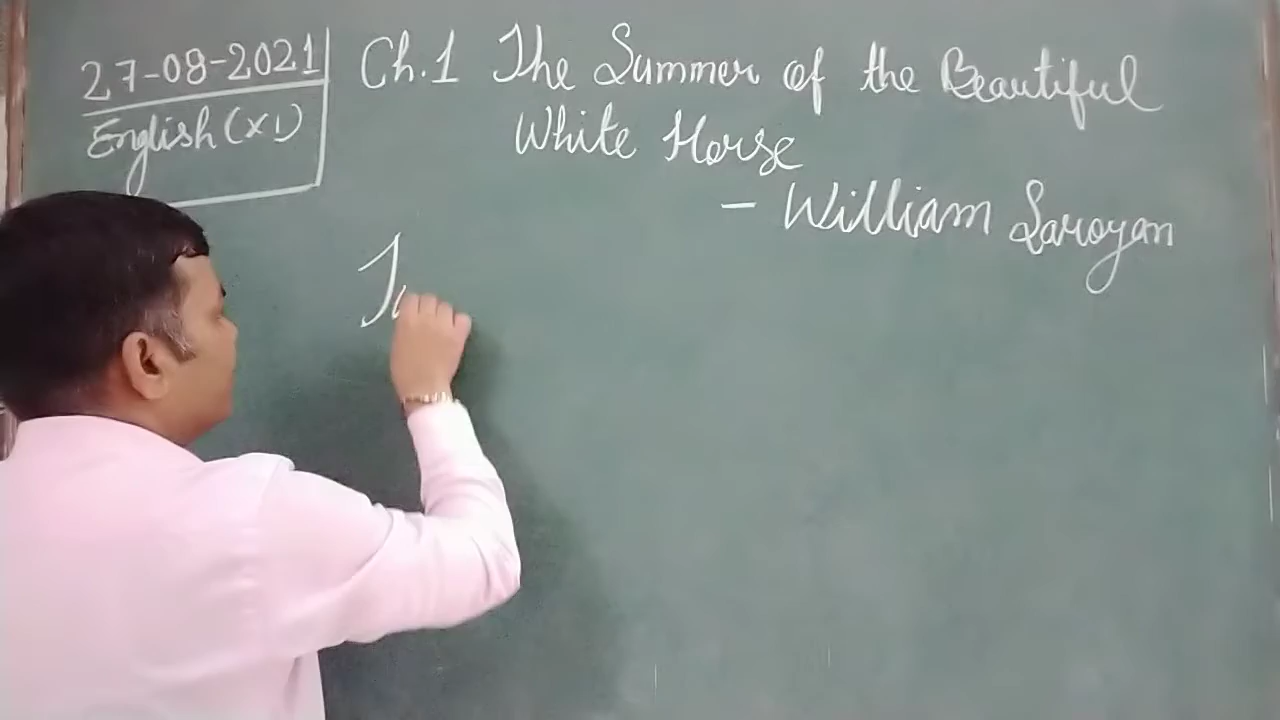 27-08-2021
English (XI)
Ch.1 The Summer of the Beautiful
White Horse
- William Saroyan